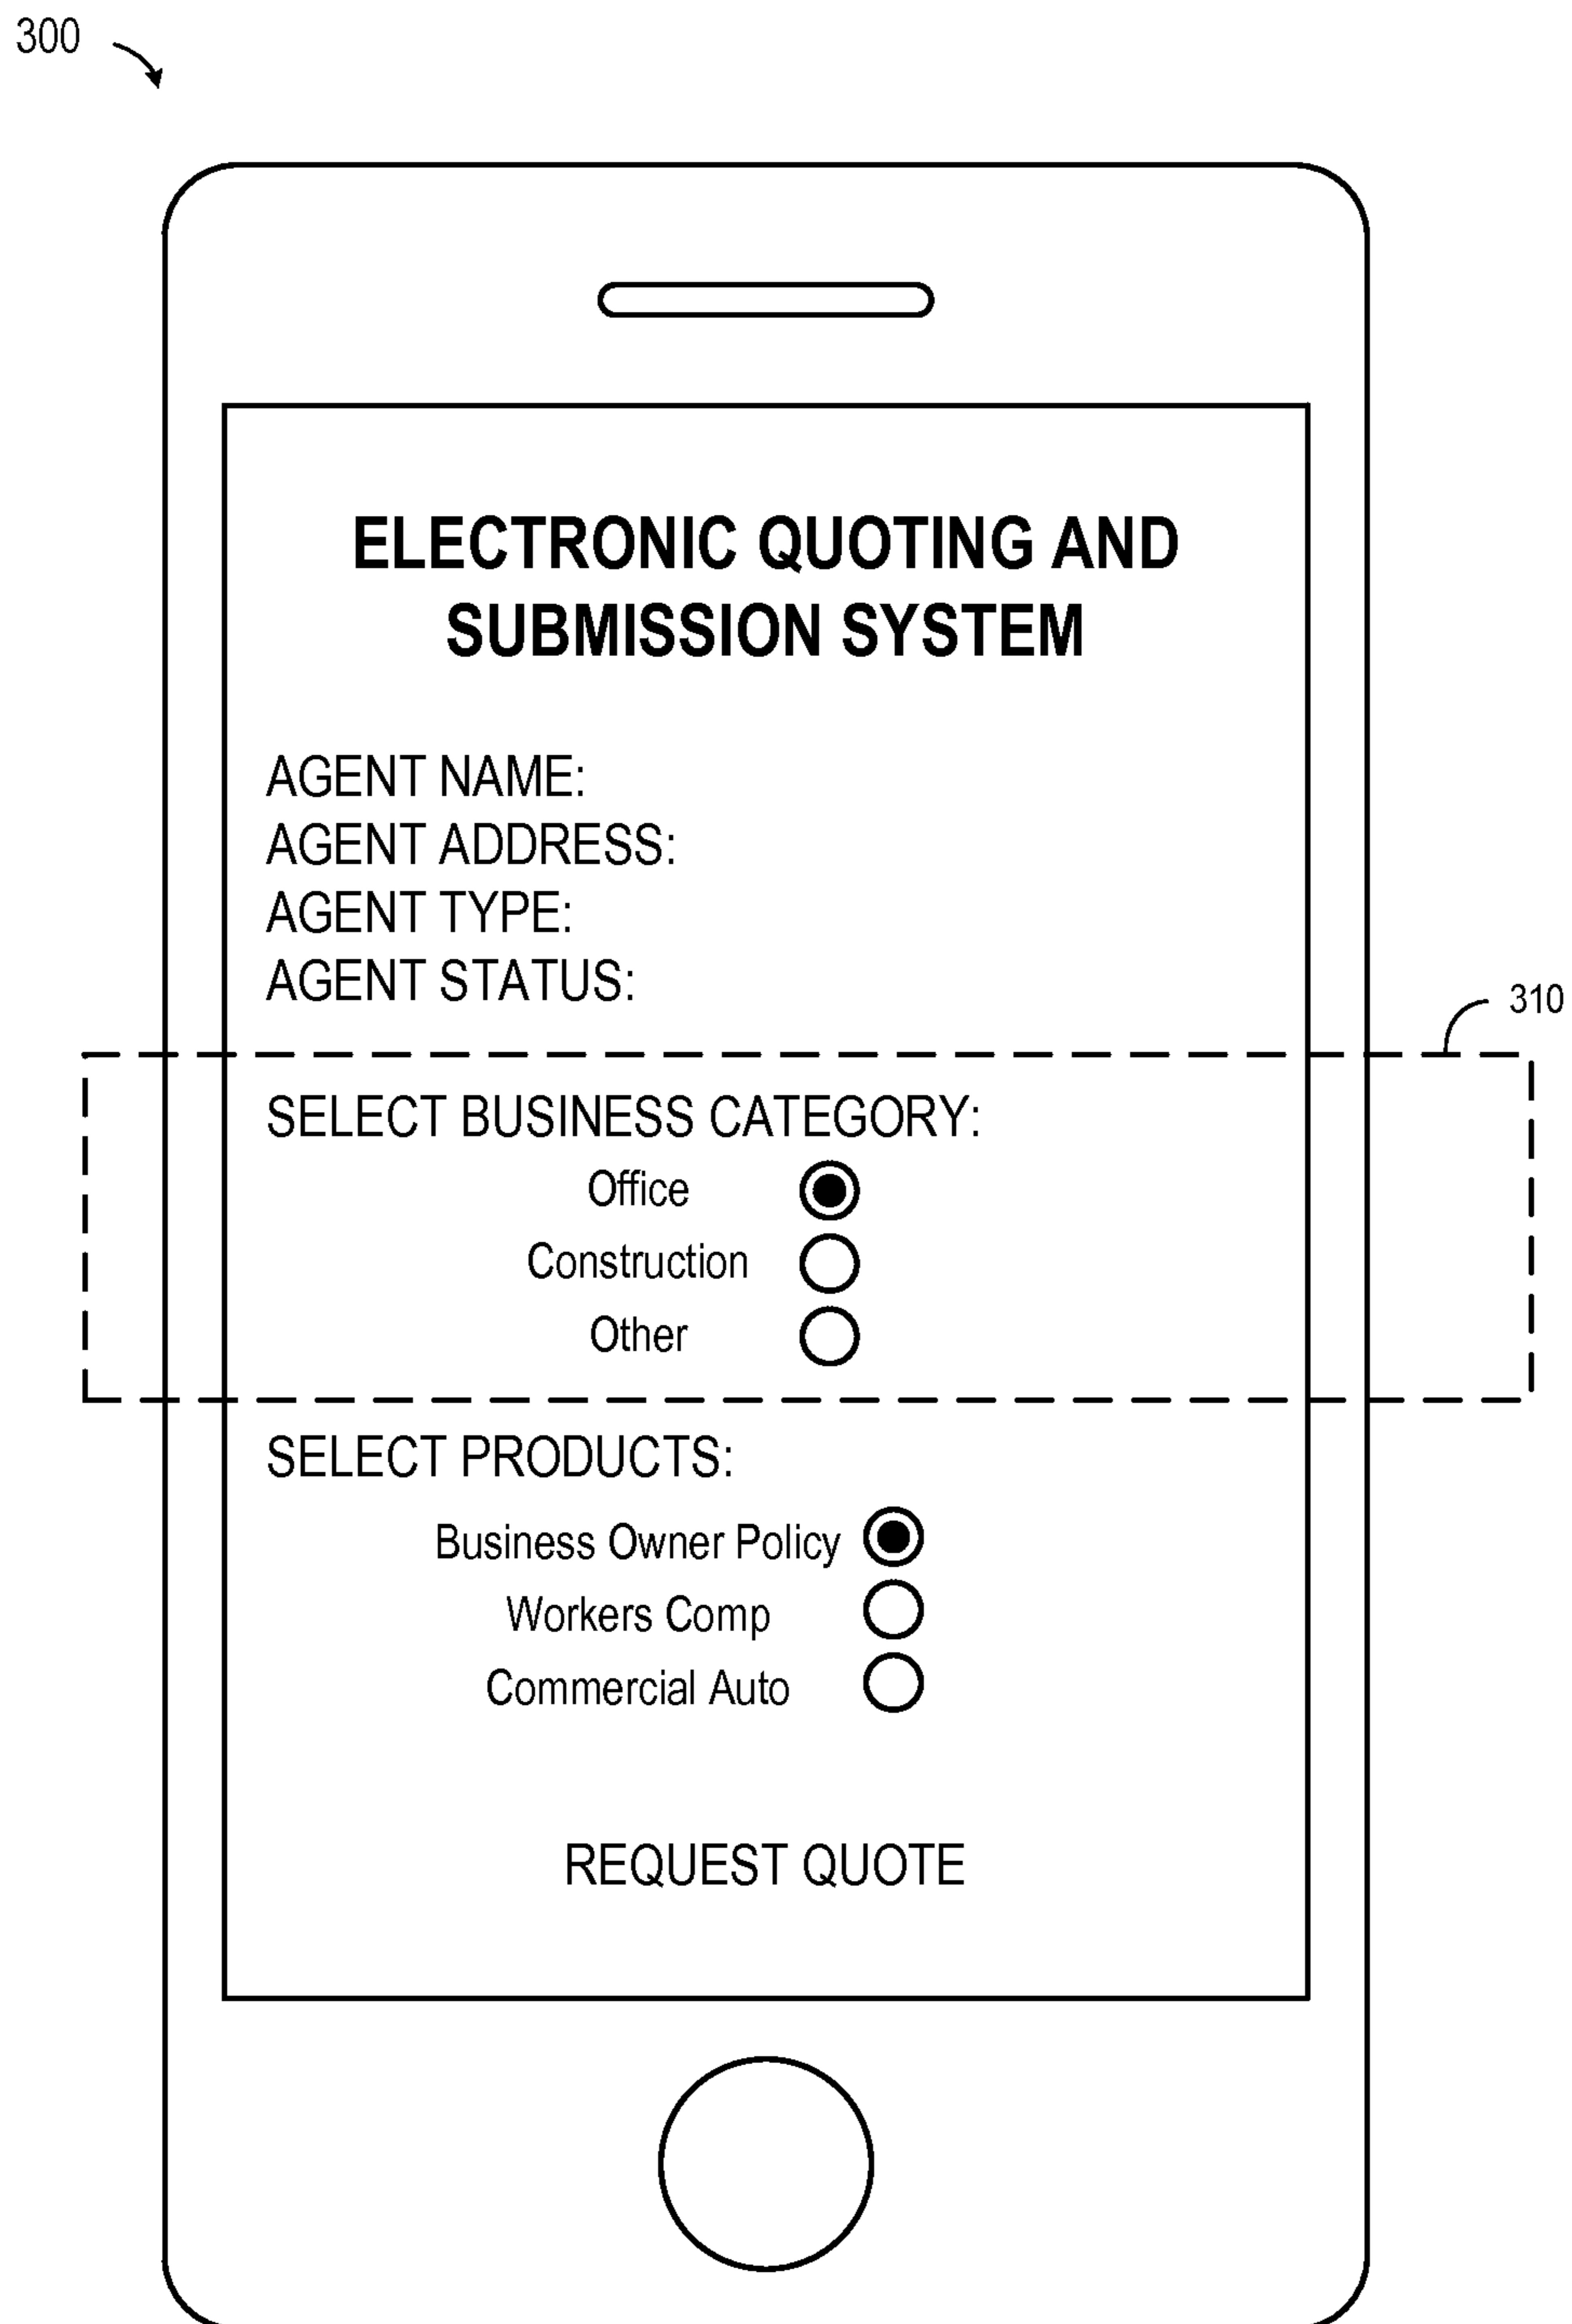 300
ELECTRONIC QUOTING AND
SUBMISSION SYSTEM
AGENT NAME:
AGENT ADDRESS:
AGENT TYPE:
AGENT STATUS:
310
SELECT BUSINESS CATEGORY:
Office
Construction
Other
SELECT PRODUCTS:
Business Owner Policy
Workers Comp
Commercial Auto
REQUEST QUOTE